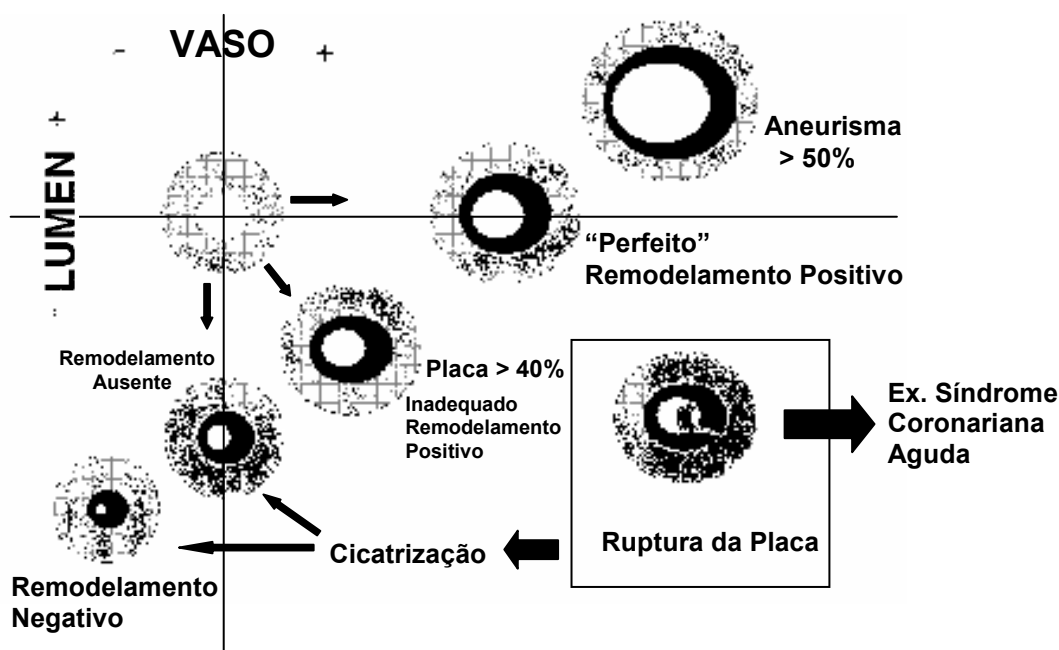 VASO
- +
LUMEN
+
-
Aneurisma
> 50%
“Perfeito”
Remodelamento Positivo
Remodelamento
Ausente
Placa > 40%
Inadequado
Remodelamento
Positivo
Ex. Síndrome
Coronariana
Aguda
Ruptura da Placa
Cicatrização
Remodelamento
Negativo